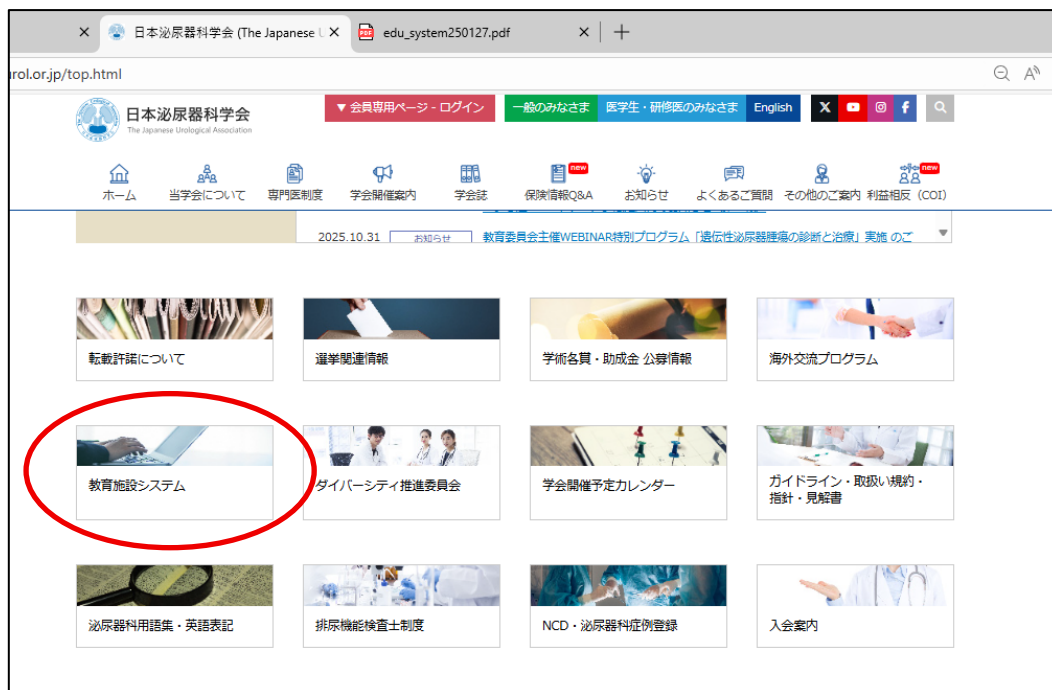 日本泌尿器科学会 (The Japanese U
edu_system250127.pdf
rol.or.jp/top.html
日本泌尿器科学会
The Japanese Urological Association
▼ 会員専用ページ - ログイン
一般のみなさま
医学生・研修医のみなさま
English
ホーム
当学会について
専門医制度
学会開催案内
学会誌
new
保険情報Q&A
お知らせ
よくあるご質問
その他のご案内
new
利益相反 (COI)
2025.10.31 お知らせ 教育委員会主催WEBINAR特別プログラム「遺伝性泌尿器腫瘍の診断と治療」実施 のご
転載許諾について
選挙関連情報
学術各賞・助成金 公募情報
海外交流プログラム
教育施設システム
ダイバーシティ推進委員会
学会開催予定カレンダー
ガイドライン・取扱い規約・
指針・見解書
泌尿器科用語集・英語表記
排尿機能検査士制度
NCD・泌尿器科症例登録
入会案内